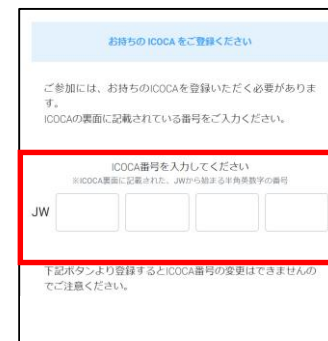 お持ちの ICOCA をご登録ください
ご参加には、お持ちのICOCAを登録いただく必要がありま
す。
ICOCAの裏面に記載されている番号をご入力ください。
ICOCA番号を入力してください
※ICOCA裏面に記載された、JWから始まる半角英数字の番号
JW
下記ボタンより登録するとICOCA番号の変更はできませんの
でご注意ください。